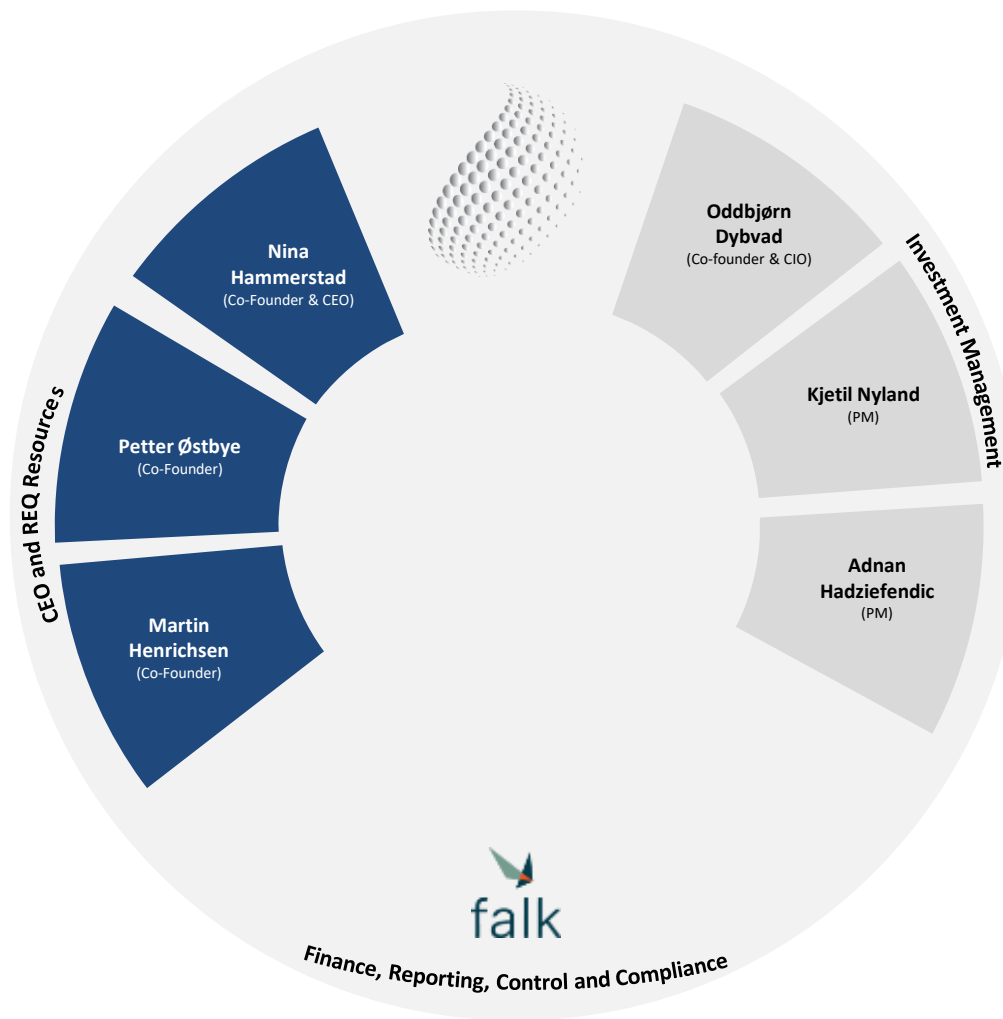 Nina
Hammerstad
(Co-Founder & CEO)
Petter Østbye
(Co-Founder)
Martin
Henrichsen
(Co-Founder)
CEO and REQ Resources
Oddbjørn
Dybvad
(Co-founder & CIO)
Kjetil Nyland
(PM)
Adnan
Hadziefendic
(PM)
Investment Management
falk
Finance, Reporting, Control and Compliance